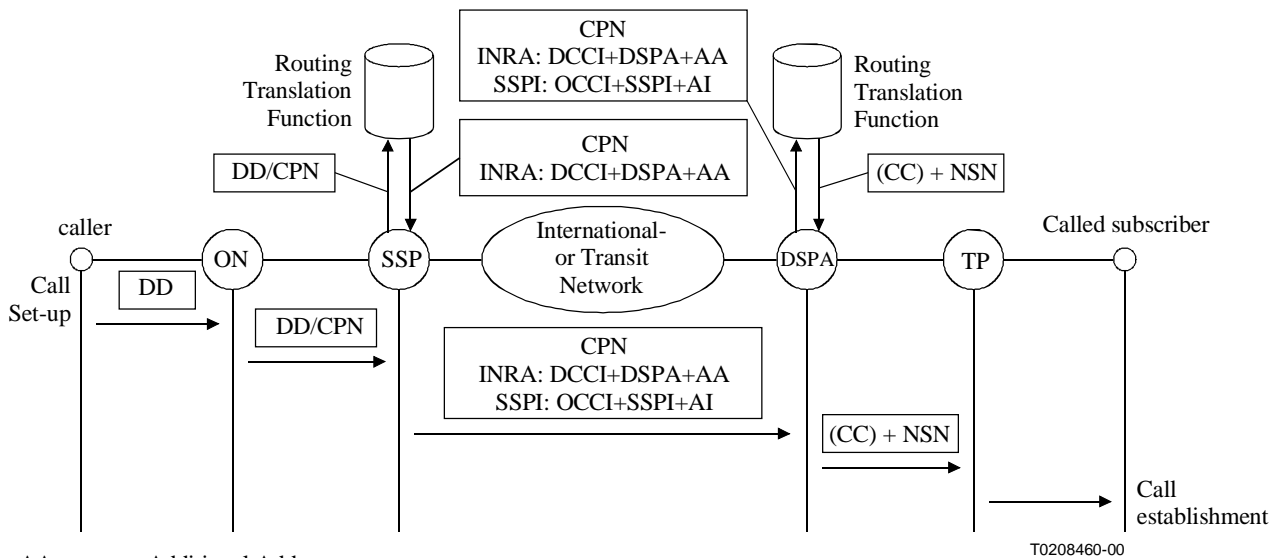 CPN
INRA: DCCI+DSPA+AA
SSPI: OCCI+SSPI+AI
Routing
Translation
Function
Routing
Translation
Function
DD/CPN
CPN
INRA: DCCI+DSPA+AA
(CC) + NSN
caller
ON
SSP
International-
or Transit
Network
DSPA
TP
Called subscriber
Call
Set-up
DD
DD/CPN
CPN
INRA: DCCI+DSPA+AA
SSPI: OCCI+SSPI+AI
(CC) + NSN
Call
establishment
T0208460-00